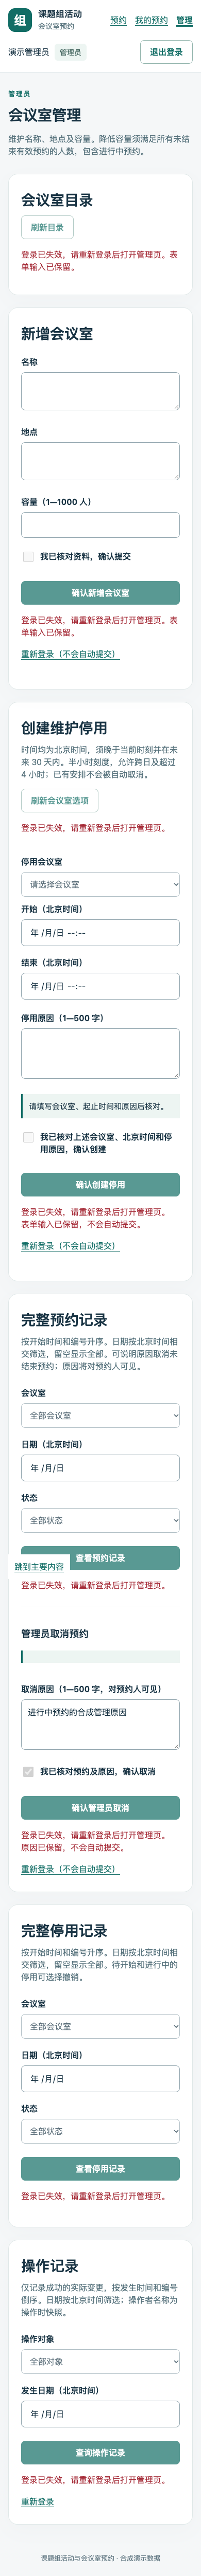 组
课题组活动
会议室预约
预约
我的预约
管理
演示管理员
管理员
退出登录
管理员
会议室管理
维护名称、地点及容量。降低容量须满足所有未结
束有效预约的人数，包含进行中预约。
会议室目录
刷新目录
登录已失效，请重新登录后打开管理页。表
单输入已保留。
新增会议室
名称
地点
容量（1—1000 人）
我已核对资料，确认提交
确认新增会议室
登录已失效，请重新登录后打开管理页。表
单输入已保留。
重新登录（不会自动提交）
创建维护停用
时间均为北京时间，须晚于当前时刻并在未
来 30 天内。半小时刻度，允许跨日及超过
4 小时；已有安排不会被自动取消。
刷新会议室选项
登录已失效，请重新登录后打开管理页。
停用会议室
请选择会议室
开始（北京时间）
年 /月/日 --:--
结束（北京时间）
年 /月/日 --:--
停用原因（1—500 字）
请填写会议室、起止时间和原因后核对。
我已核对上述会议室、北京时间和停
用原因，确认创建
确认创建停用
登录已失效，请重新登录后打开管理页。
表单输入已保留，不会自动提交。
重新登录（不会自动提交）
完整预约记录
按开始时间和编号升序。日期按北京时间相
交筛选，留空显示全部。可说明原因取消未
结束预约；原因将对预约人可见。
会议室
全部会议室
日期（北京时间）
年 /月/日
状态
全部状态
查看预约记录
跳到主要内容
登录已失效，请重新登录后打开管理页。
管理员取消预约
取消原因（1—500 字，对预约人可见）
进行中预约的合成管理原因
我已核对预约及原因，确认取消
确认管理员取消
登录已失效，请重新登录后打开管理页。
原因已保留，不会自动提交。
重新登录（不会自动提交）
完整停用记录
按开始时间和编号升序。日期按北京时间相
交筛选，留空显示全部。待开始和进行中的
停用可选择撤销。
会议室
全部会议室
日期（北京时间）
年 /月/日
状态
全部状态
查看停用记录
登录已失效，请重新登录后打开管理页。
操作记录
仅记录成功的实际变更，按发生时间和编号
倒序。日期按北京时间筛选；操作者名称为
操作时快照。
操作对象
全部对象
发生日期（北京时间）
年 /月/日
查询操作记录
登录已失效，请重新登录后打开管理页。
重新登录
课题组活动与会议室预约 · 合成演示数据